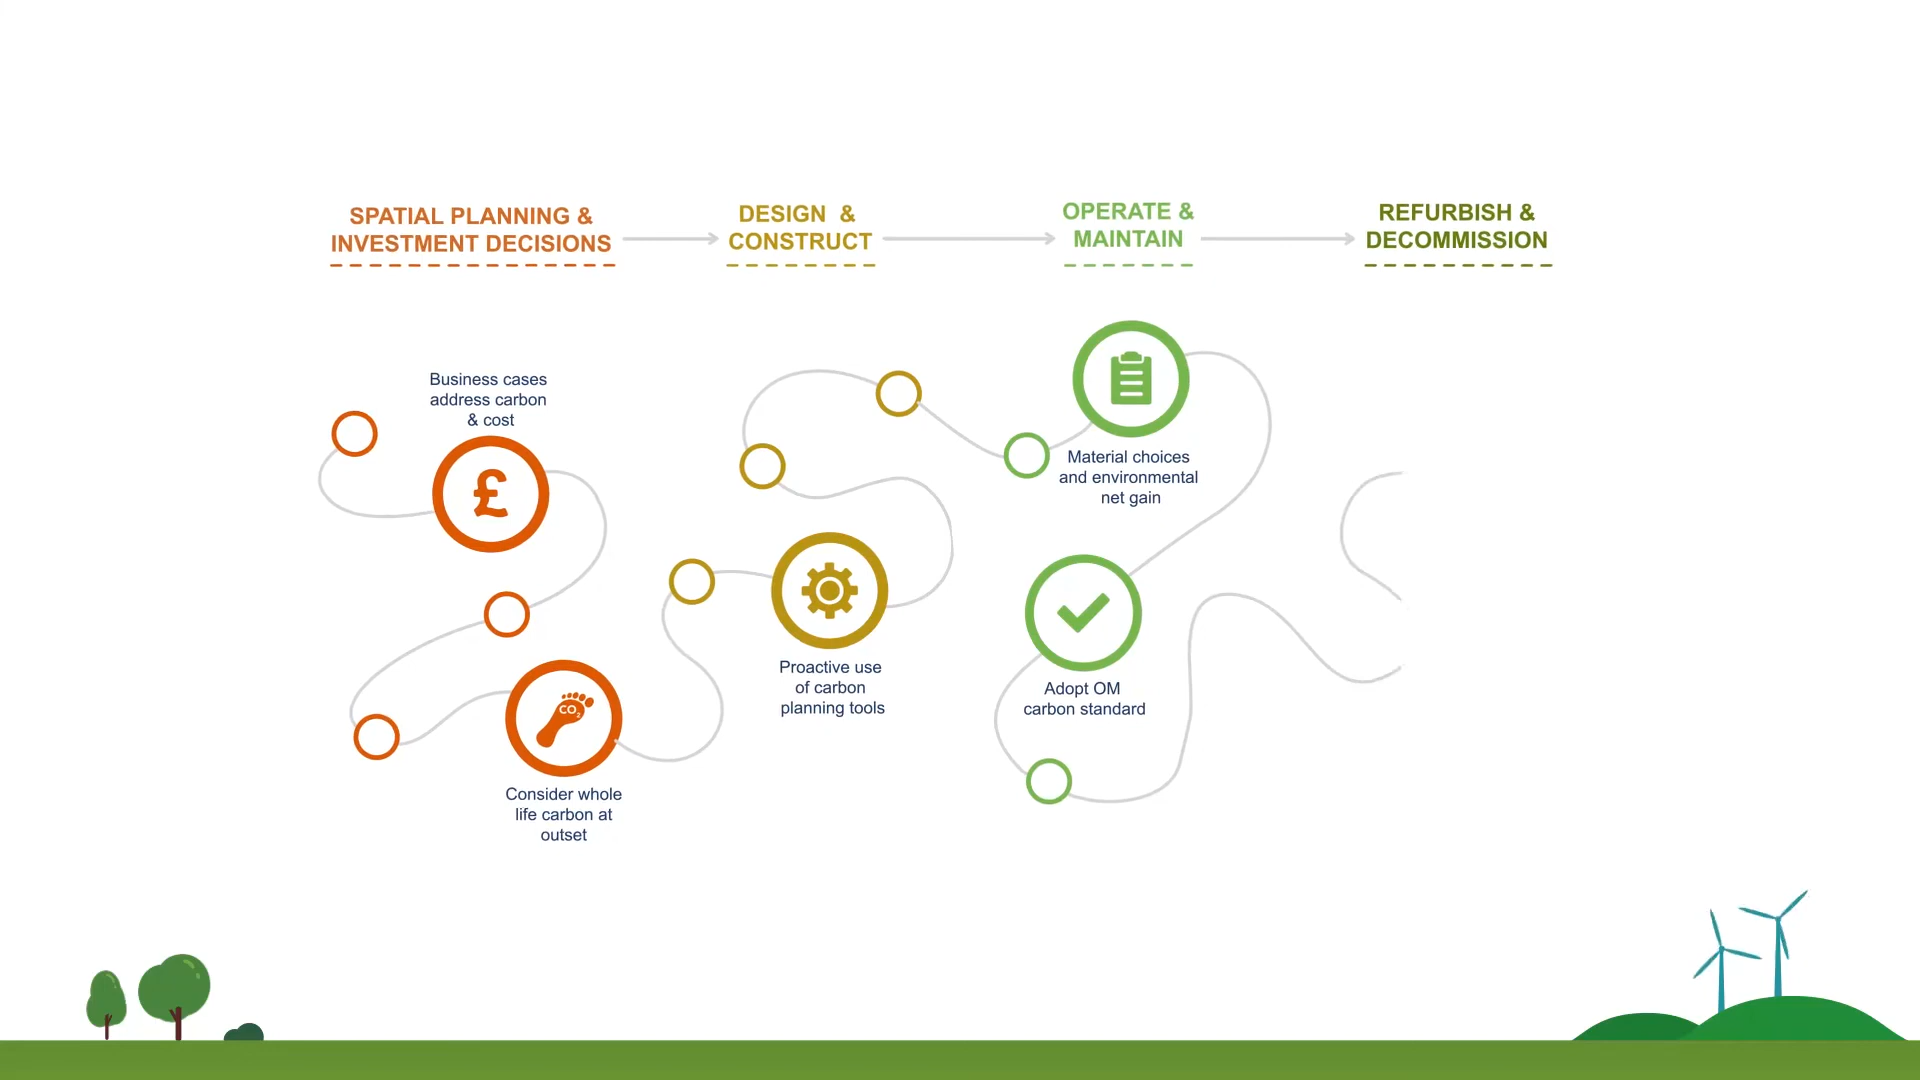 SPATIAL PLANNING &
INVESTMENT DECISIONS
DESIGN &
CONSTRUCT
OPERATE &
MAINTAIN
REFURBISH &
DECOMMISSION
Business cases
address carbon
& cost
£
CO2
Consider whole
life carbon at
outset
Proactive use
of carbon
planning tools
Material choices
and environmental
net gain
Adopt OM
carbon standard